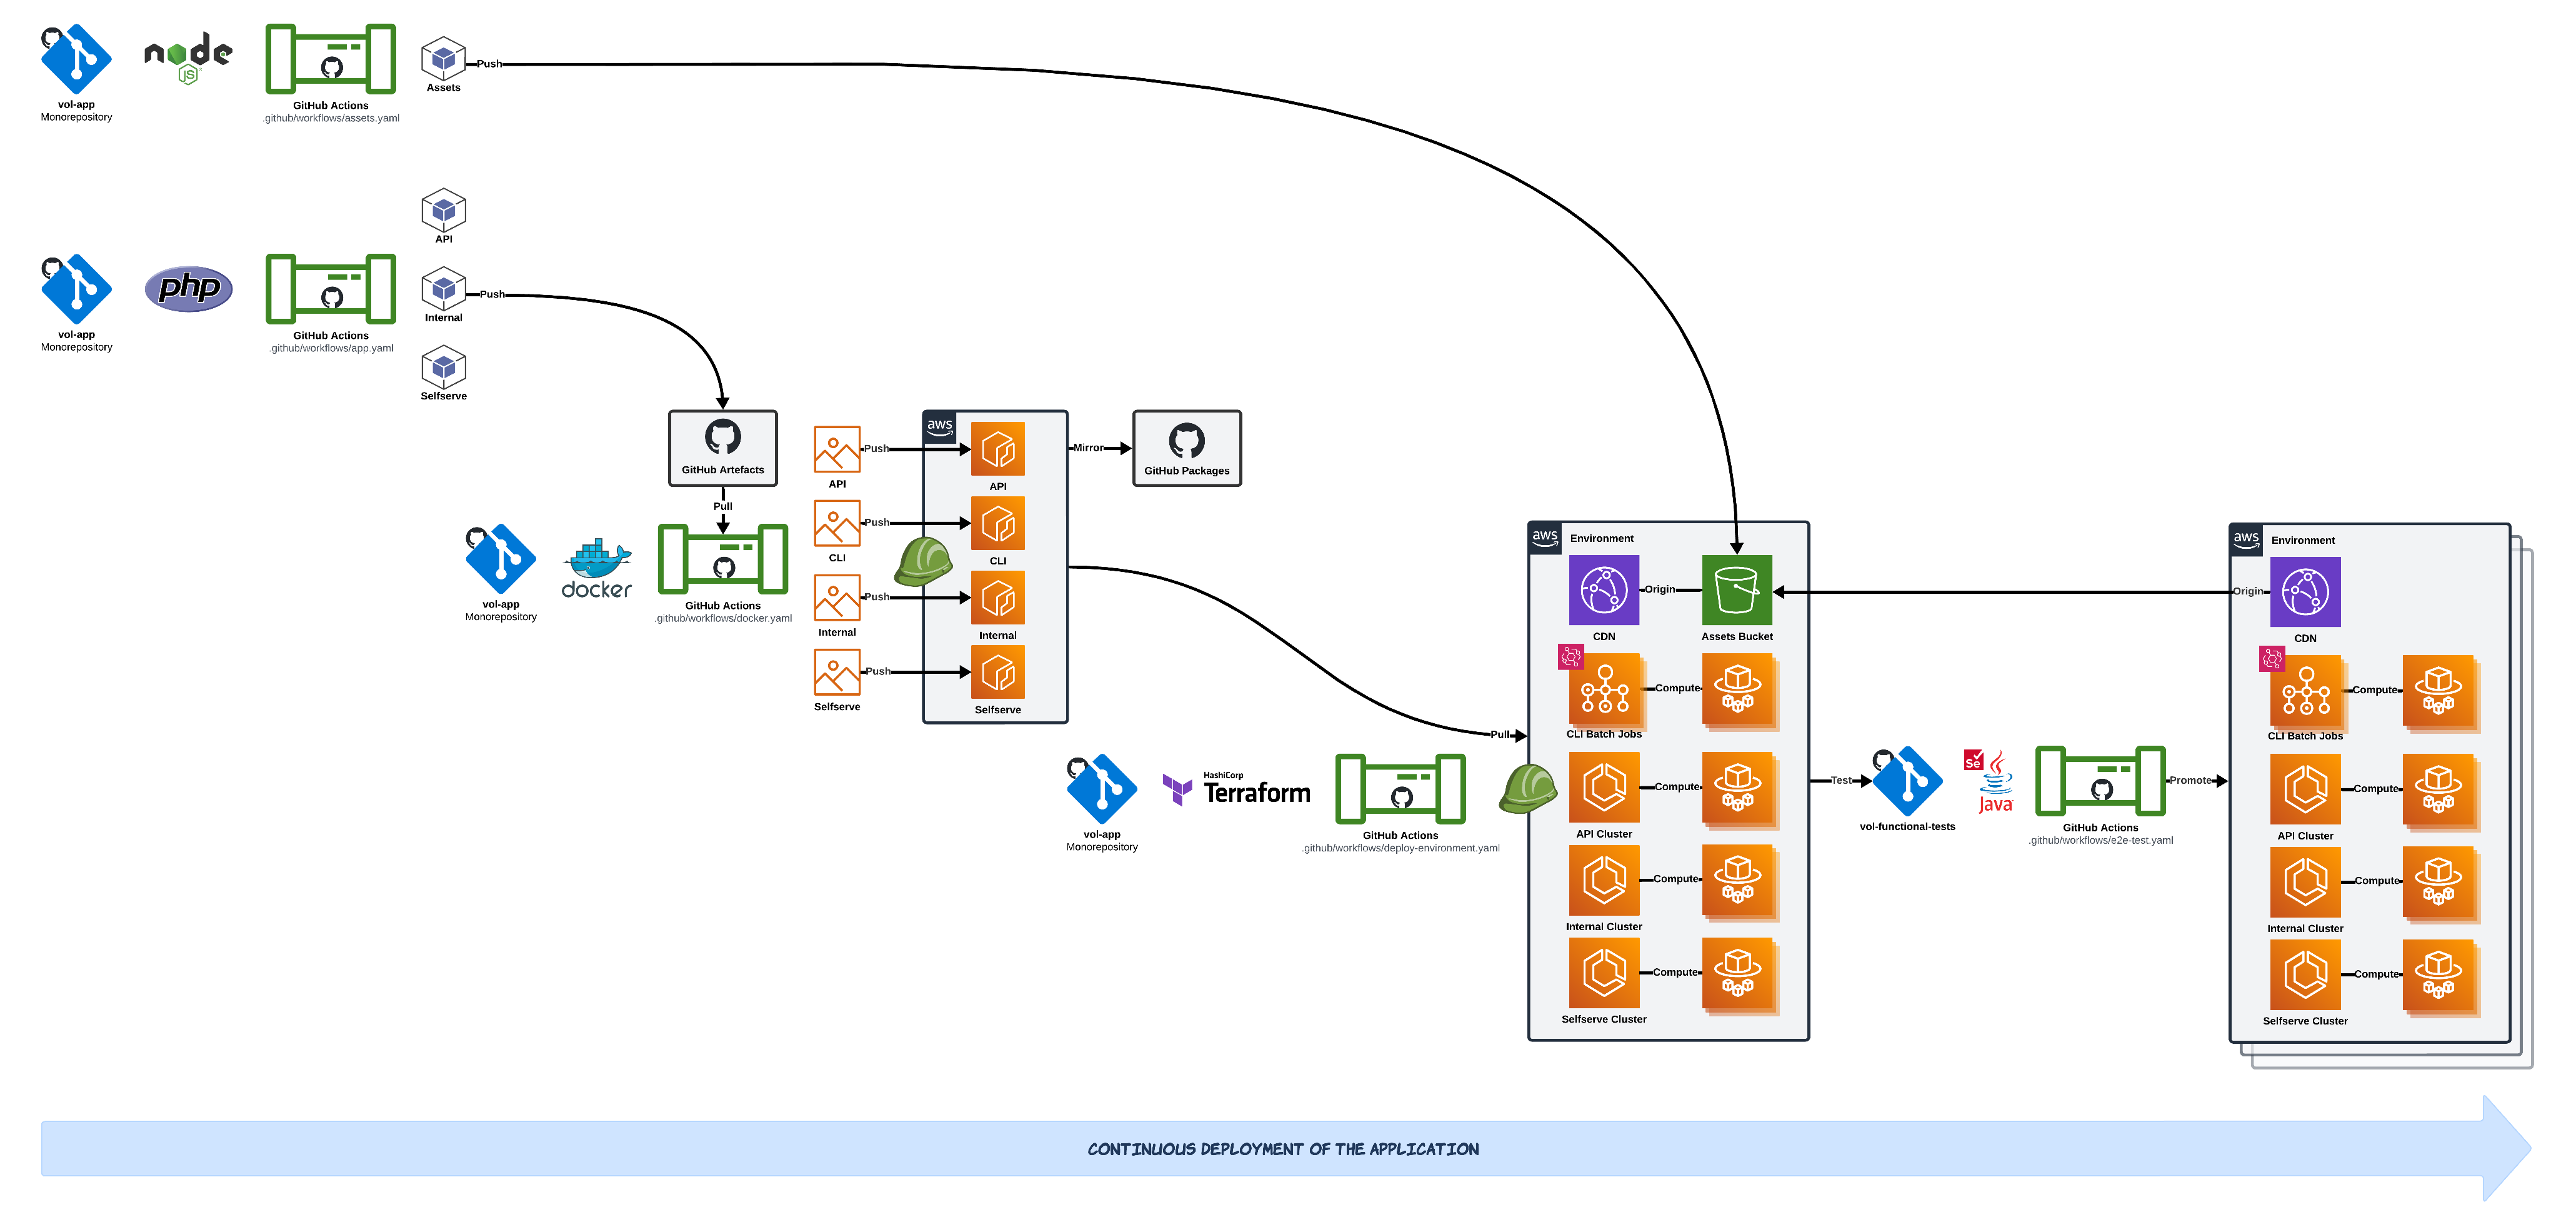 node
JS
vol-app
Monorepository
GitHub Actions
.github/workflows/assets.yaml
Assets
Push
API
php
vol-app
Monorepository
GitHub Actions
.github/workflows/app.yaml
Internal
Push
Selfserve
GitHub Artefacts
Pull
vol-app
Monorepository
docker
GitHub Actions
.github/workflows/docker.yaml
API
Push
CLI
Push
Internal
Push
Selfserve
Push
aws
API
CLI
Internal
Selfserve
Mirror
GitHub Packages
Pull
vol-app
Monorepository
HashiCorp
Terraform
GitHub Actions
.github/workflows/deploy-environment.yaml
aws
Environment
CDN
Origin
Assets Bucket
CLI Batch Jobs
Compute
API Cluster
Compute
Internal Cluster
Compute
Selfserve Cluster
Compute
Test
vol-functional-tests
Se
Java
GitHub Actions
.github/workflows/e2e-test.yaml
Promote
aws
Environment
Origin
CDN
CLI Batch Jobs
Compute
API Cluster
Compute
Internal Cluster
Compute
Selfserve Cluster
Compute
CONTINUOUS DEPLOYMENT OF THE APPLICATION